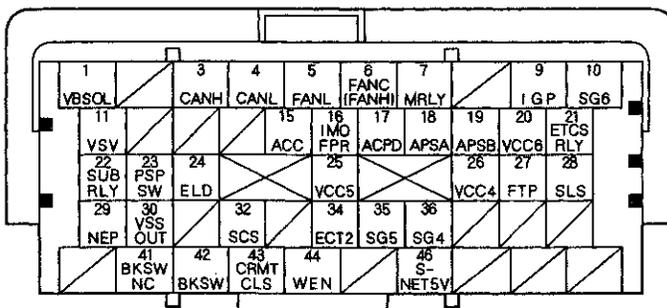 1 3 4 5 6 7 9 10
VBSOL CANH CANL FANL FANC (FANH) MRLY IGP SG6
11 15 16 17 18 19 20 21
VSV ACC IMO FPR ACPD APSA APSB VCC6 ETCS RLY
22 23 24 25 26 27 28
SUB RLY PSP SW ELD VCC5 VCC4 FTP SLS
29 30 32 34 35 36
NEP VSS OUT SCS ECT2 SG5 SG4
41 42 43 44 46
BKSW NC BKSW CRMT CLS WEN S-NET5V